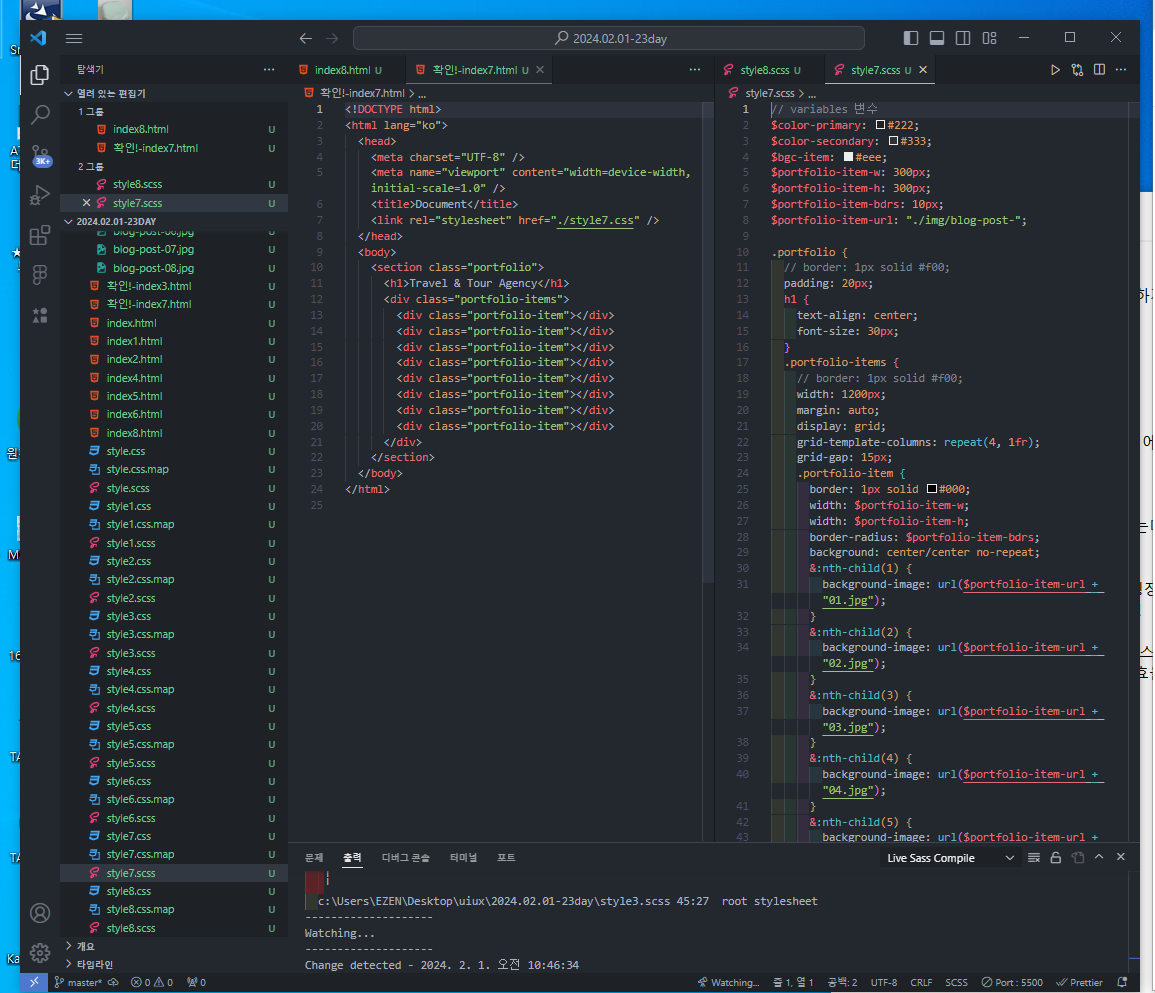 2024.02.01-23day
탐색기
열려 있는 편집기
1 그룹
index8.html U
확인!-index7.html U
2 그룹
style8.scss U
style7.scss U
2024.02.01-23DAY
blog-post-06.jpg U
blog-post-07.jpg U
blog-post-08.jpg U
확인!-index3.html U
확인!-index7.html U
index.html U
index1.html U
index2.html U
index4.html U
index5.html U
index6.html U
index8.html U
style.css U
style.css.map U
style.scss U
style1.css U
style1.css.map U
style1.scss U
style2.css U
style2.css.map U
style2.scss U
style3.css U
style3.css.map U
style3.scss U
style4.css U
style4.css.map U
style4.scss U
style5.css U
style5.css.map U
style5.scss U
style6.css U
style6.css.map U
style6.scss U
style7.css U
style7.css.map U
style7.scss U
style8.css U
style8.css.map U
style8.scss U
개요
타임라인
3K+
index8.html U 확인!-index7.html U
확인!-index7.html > ...
1 <!DOCTYPE html>
2 <html lang="ko">
3 <head>
4 <meta charset="UTF-8" />
5 <meta name="viewport" content="width=device-width,
initial-scale=1.0" />
6 <title>Document</title>
7 <link rel="stylesheet" href="./style7.css" />
8 </head>
9 <body>
10 <section class="portfolio">
11 <h1>Travel & Tour Agency</h1>
12 <div class="portfolio-items">
13 <div class="portfolio-item"></div>
14 <div class="portfolio-item"></div>
15 <div class="portfolio-item"></div>
16 <div class="portfolio-item"></div>
17 <div class="portfolio-item"></div>
18 <div class="portfolio-item"></div>
19 <div class="portfolio-item"></div>
20 <div class="portfolio-item"></div>
21 </div>
22 </section>
23 </body>
24 </html>
25
style8.scss U style7.scss U
style7.scss > ...
1 // variables 변수
2 $color-primary: #222;
3 $color-secondary: #333;
4 $bgc-item: #eee;
5 $portfolio-item-w: 300px;
6 $portfolio-item-h: 300px;
7 $portfolio-item-bdrs: 10px;
8 $portfolio-item-url: "./img/blog-post-";
9
10 .portfolio {
11 // border: 1px solid #f00;
12 padding: 20px;
13 h1 {
14 text-align: center;
15 font-size: 30px;
16 }
17 .portfolio-items {
18 // border: 1px solid #f00;
19 width: 1200px;
20 margin: auto;
21 display: grid;
22 grid-template-columns: repeat(4, 1fr);
23 grid-gap: 15px;
24 .portfolio-item {
25 border: 1px solid #000;
26 width: $portfolio-item-w;
27 width: $portfolio-item-h;
28 border-radius: $portfolio-item-bdrs;
29 background: center/center no-repeat;
30 &:nth-child(1) {
31 background-image: url($portfolio-item-url +
"01.jpg");
32 }
33 &:nth-child(2) {
34 background-image: url($portfolio-item-url +
"02.jpg");
35 }
36 &:nth-child(3) {
37 background-image: url($portfolio-item-url +
"03.jpg");
38 }
39 &:nth-child(4) {
40 background-image: url($portfolio-item-url +
"04.jpg");
41 }
42 &:nth-child(5) {
43 background-image: url($portfolio-item-url +
문제 출력 디버그 콘솔 터미널 포트
Live Sass Compile
c:\Users\EZEN\Desktop\uiux\2024.02.01-23day\style3.scss 45:27 root stylesheet
--------------------
Watching...
--------------------
Change detected - 2024. 2. 1. 오전 10:46:34
master* 0 0 0 Watching... 줄 1, 열 1 공백: 2 UTF-8 CRLF SCSS Port : 5500 Prettier